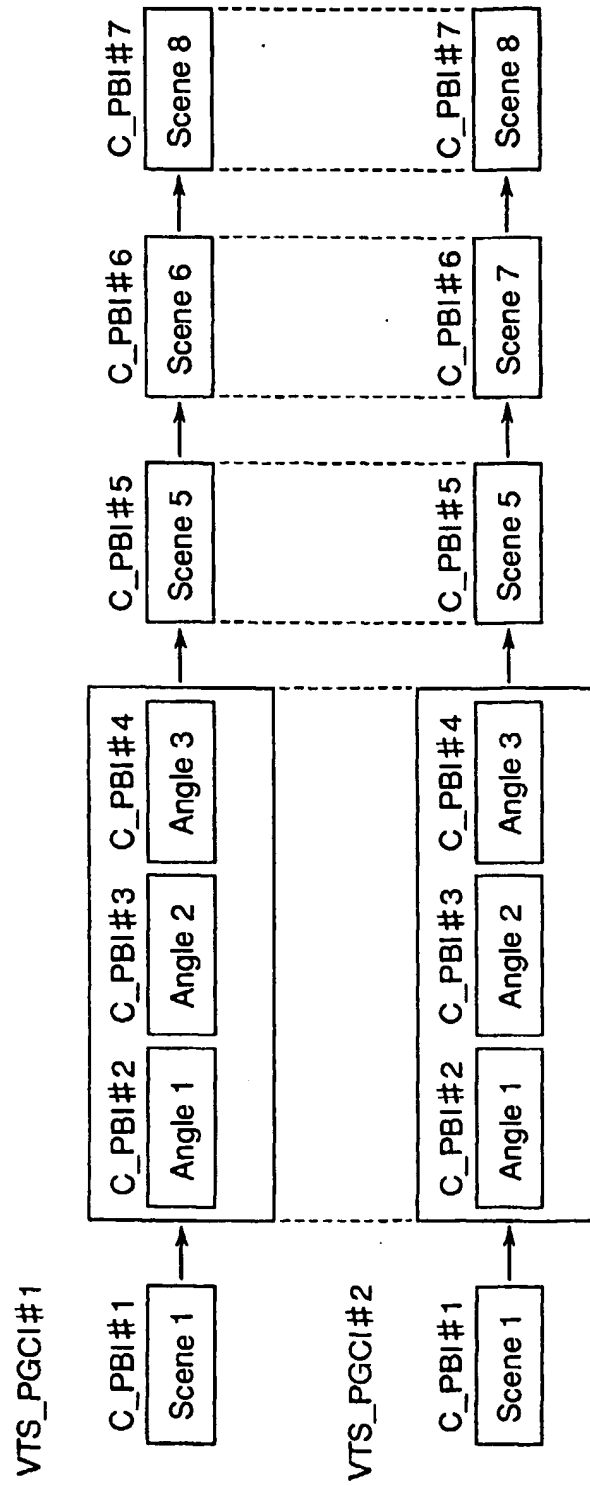 VTS_PGCI#1
C_PBI#1
Scene 1
C_PBI#2
Angle 1
C_PBI#3
Angle 2
C_PBI#4
Angle 3
C_PBI#5
Scene 5
C_PBI#6
Scene 6
C_PBI#7
Scene 8
VTS_PGCI#2
C_PBI#1
Scene 1
C_PBI#2
Angle 1
C_PBI#3
Angle 2
C_PBI#4
Angle 3
C_PBI#5
Scene 5
C_PBI#6
Scene 7
C_PBI#7
Scene 8